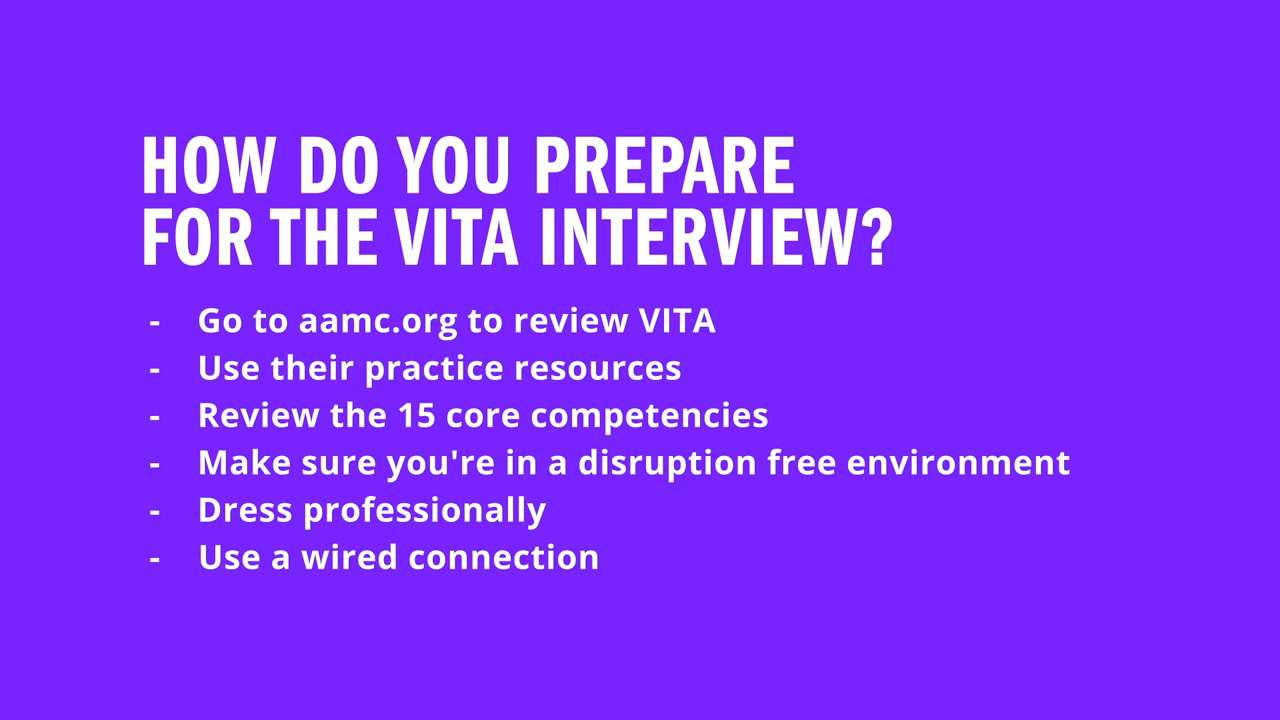 HOW DO YOU PREPARE
FOR THE VITA INTERVIEW?
- Go to aamc.org to review VITA
- Use their practice resources
- Review the 15 core competencies
- Make sure you're in a disruption free environment
- Dress professionally
- Use a wired connection